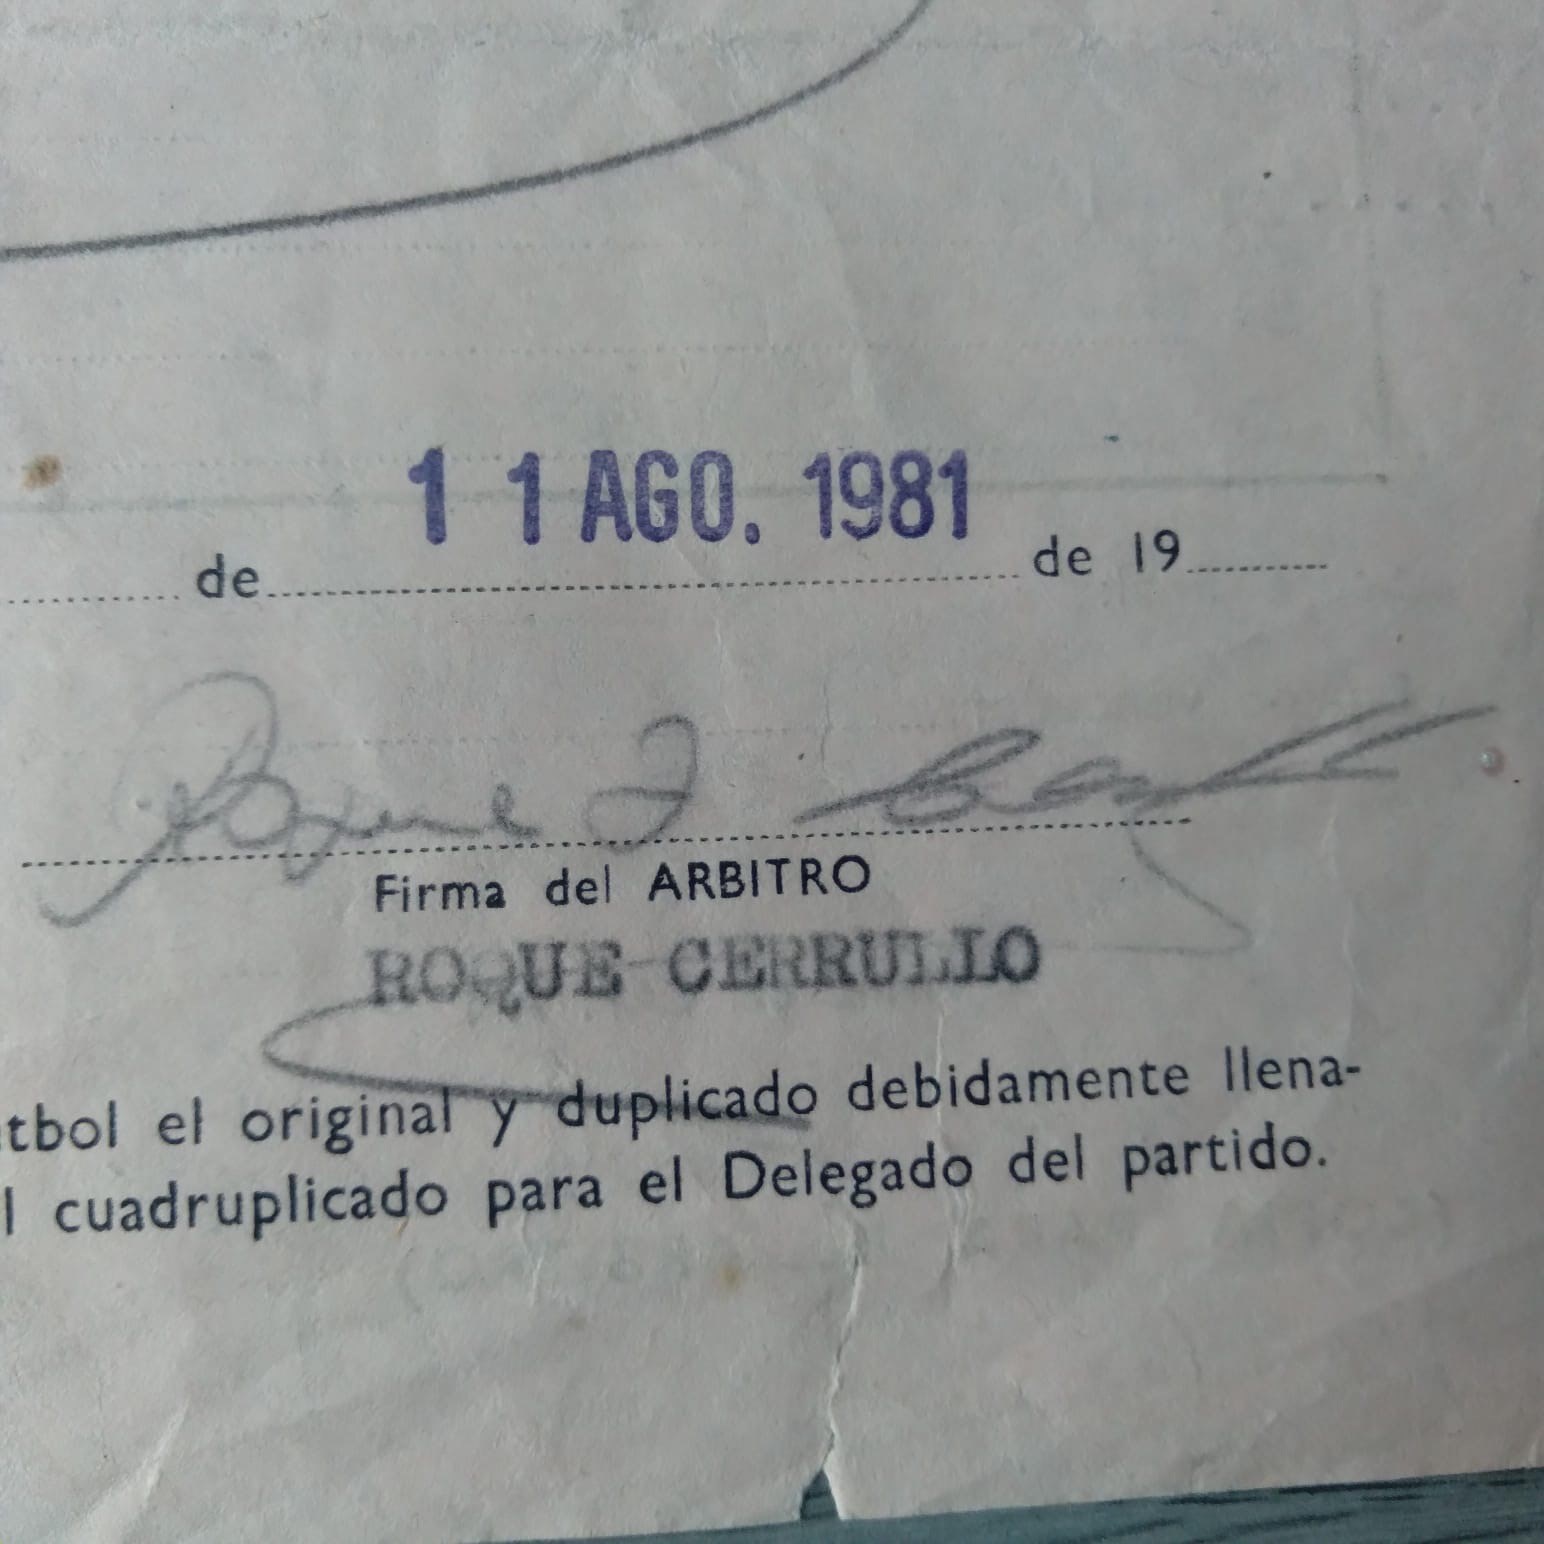 11 AGO. 1981
de de 19
Roque
Firma del ARBITRO
ROQUE CERRULLO
tbol el original y duplicado debidamente llena-
l cuadruplicado para el Delegado del partido.